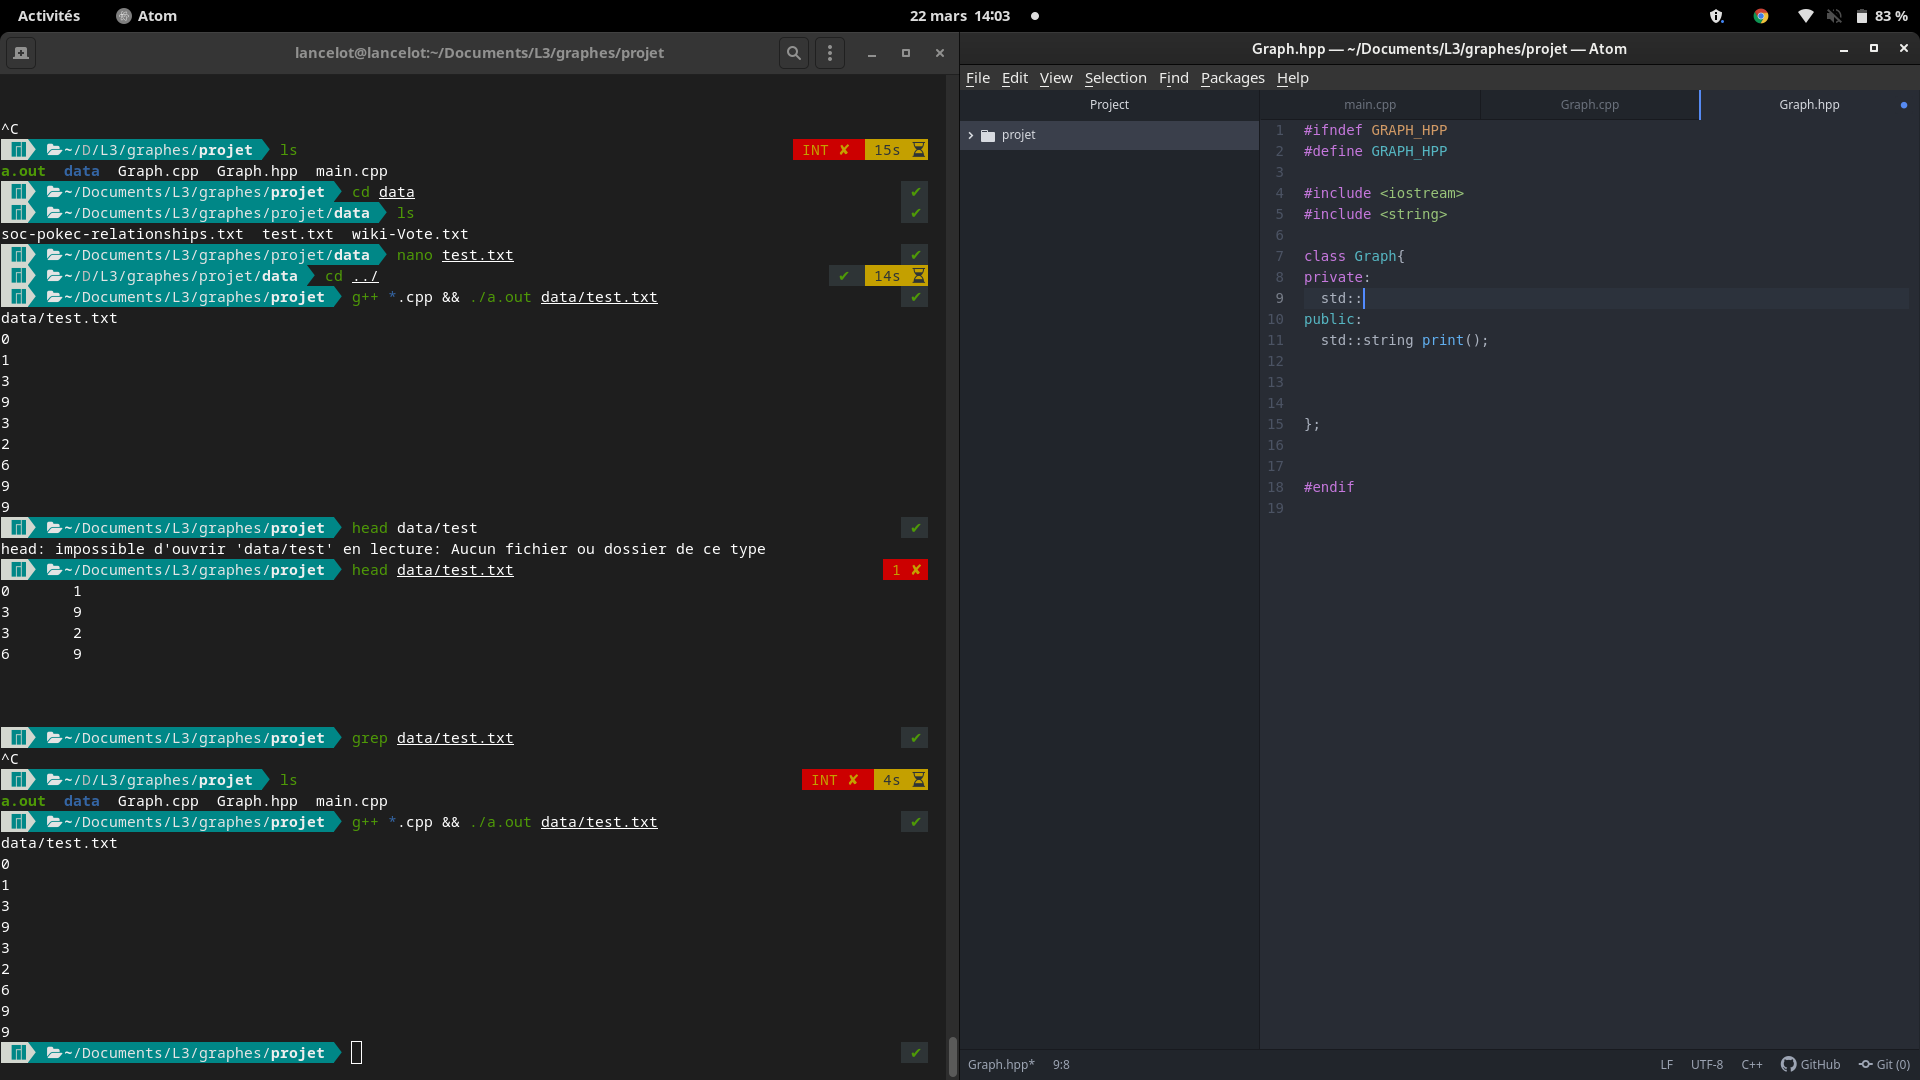 Activités
Atom
22 mars 14:03
83 %
lancelot@lancelot:~/Documents/L3/graphes/projet
^C
~/D/L3/graphes/projet ls INT ✘ 15s
a.out data Graph.cpp Graph.hpp main.cpp
~/Documents/L3/graphes/projet cd data ✔
~/Documents/L3/graphes/projet/data ls ✔
soc-pokec-relationships.txt test.txt wiki-Vote.txt
~/Documents/L3/graphes/projet/data nano test.txt ✔
~/D/L3/graphes/projet/data cd ../ ✔ 14s
~/Documents/L3/graphes/projet g++ *.cpp && ./a.out data/test.txt ✔
data/test.txt
0
1
3
9
3
2
6
9
9
~/Documents/L3/graphes/projet head data/test ✔
head: impossible d'ouvrir 'data/test' en lecture: Aucun fichier ou dossier de ce type
~/Documents/L3/graphes/projet head data/test.txt 1 ✘
0 1
3 9
3 2
6 9
~/Documents/L3/graphes/projet grep data/test.txt ✔
^C
~/D/L3/graphes/projet ls INT ✘ 4s
a.out data Graph.cpp Graph.hpp main.cpp
~/Documents/L3/graphes/projet g++ *.cpp && ./a.out data/test.txt ✔
data/test.txt
0
1
3
9
3
2
6
9
9
~/Documents/L3/graphes/projet ✔
Graph.hpp — ~/Documents/L3/graphes/projet — Atom
File Edit View Selection Find Packages Help
Project
main.cpp
Graph.cpp
Graph.hpp
projet
1 #ifndef GRAPH_HPP
2 #define GRAPH_HPP
3
4 #include <iostream>
5 #include <string>
6
7 class Graph{
8 private:
9 std::
10 public:
11 std::string print();
12
13
14
15 };
16
17
18 #endif
19
Graph.hpp* 9:8
LF UTF-8 C++ GitHub Git (0)